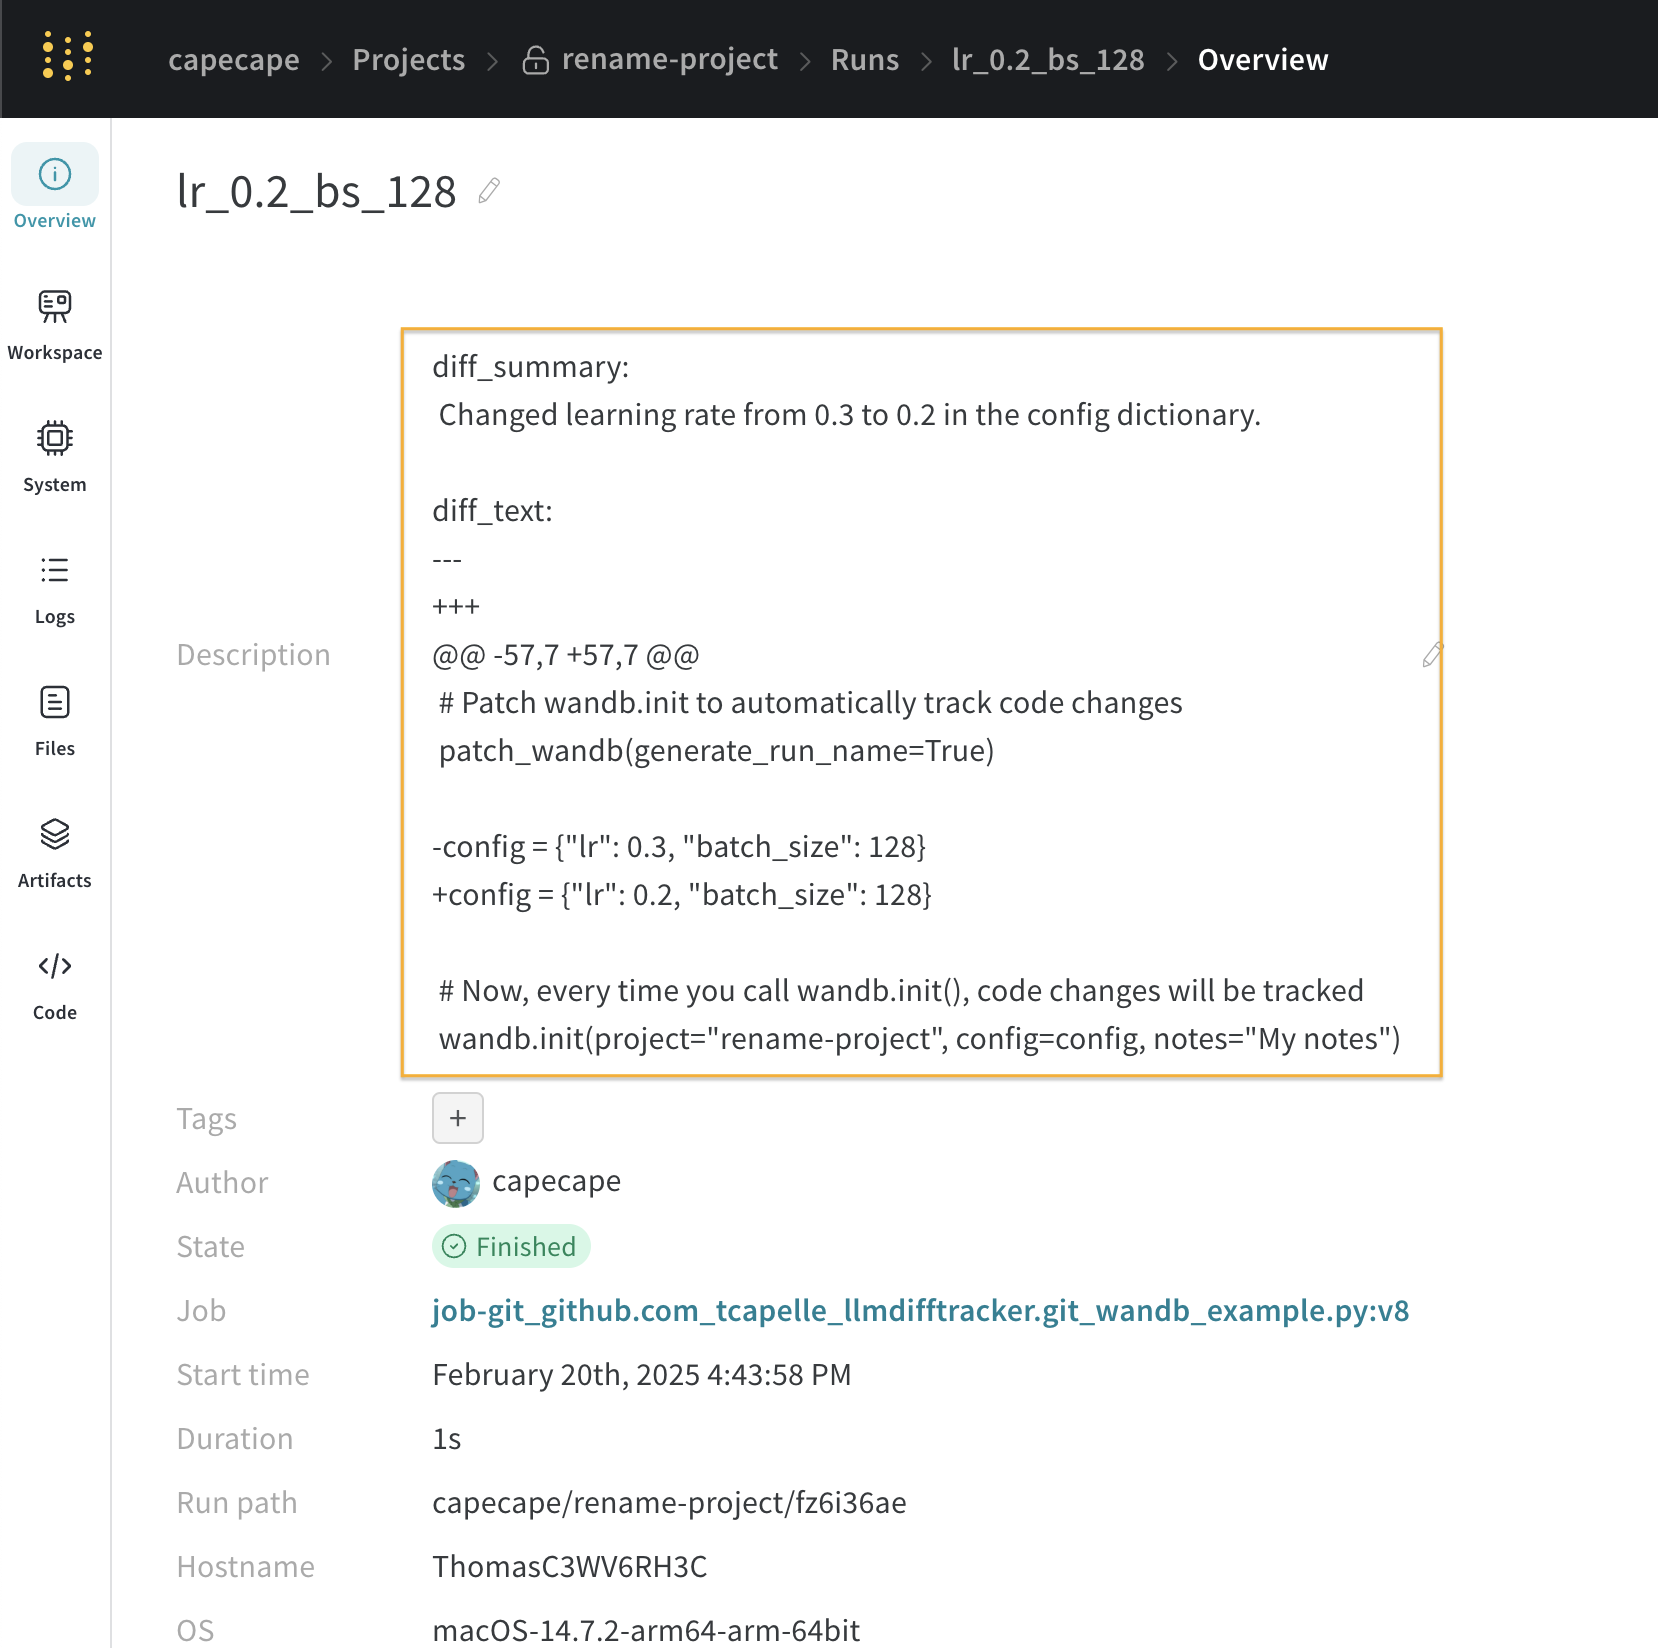 capecape > Projects > rename-project > Runs > lr_0.2_bs_128 > Overview
lr_0.2_bs_128
Overview
Workspace
System
Logs
Files
Artifacts
Code
Description
diff_summary:
Changed learning rate from 0.3 to 0.2 in the config dictionary.
diff_text:
---
+++
@@ -57,7 +57,7 @@
# Patch wandb.init to automatically track code changes
patch_wandb(generate_run_name=True)
-config = {"lr": 0.3, "batch_size": 128}
+config = {"lr": 0.2, "batch_size": 128}
# Now, every time you call wandb.init(), code changes will be tracked
wandb.init(project="rename-project", config=config, notes="My notes")
Tags +
Author capecape
State Finished
Job job-git_github.com_tcapelle_llmdifftracker.git_wandb_example.py:v8
Start time February 20th, 2025 4:43:58 PM
Duration 1s
Run path capecape/rename-project/fz6i36ae
Hostname ThomasC3WV6RH3C
OS macOS-14.7.2-arm64-arm-64bit